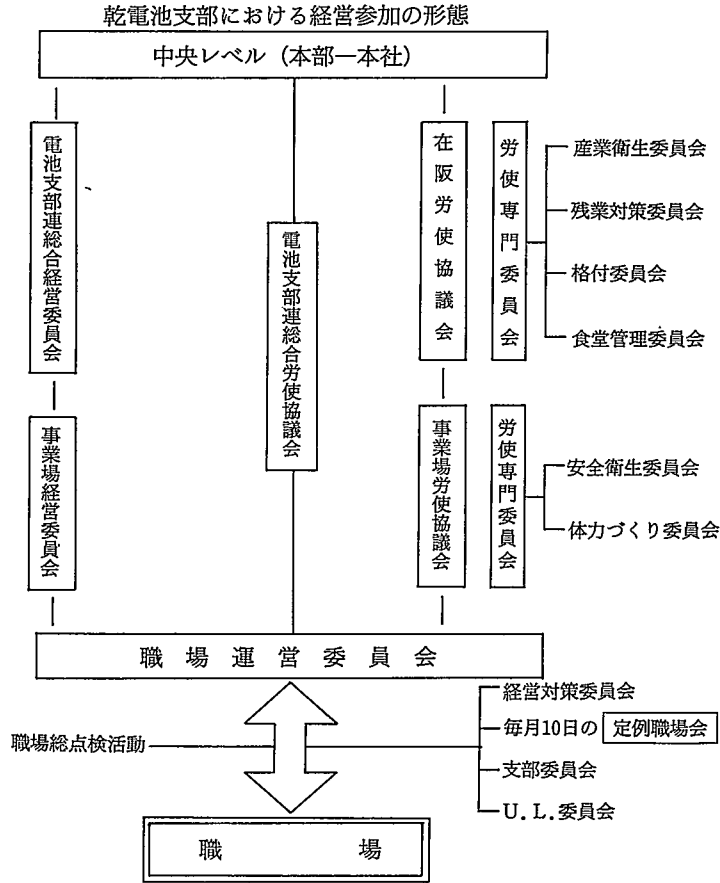 乾電池支部における経営参加の形態
中央レベル（本部―本社）
電池支部連総合経営委員会
事業場経営委員会
電池支部連総合労使協議会
在阪労使協議会
労使専門委員会
産業衛生委員会
残業対策委員会
格付委員会
食堂管理委員会
事業場労使協議会
労使専門委員会
安全衛生委員会
体力づくり委員会
職場運営委員会
職場総点検活動
経営対策委員会
毎月10日の 定例職場会
支部委員会
U.L.委員会
職場